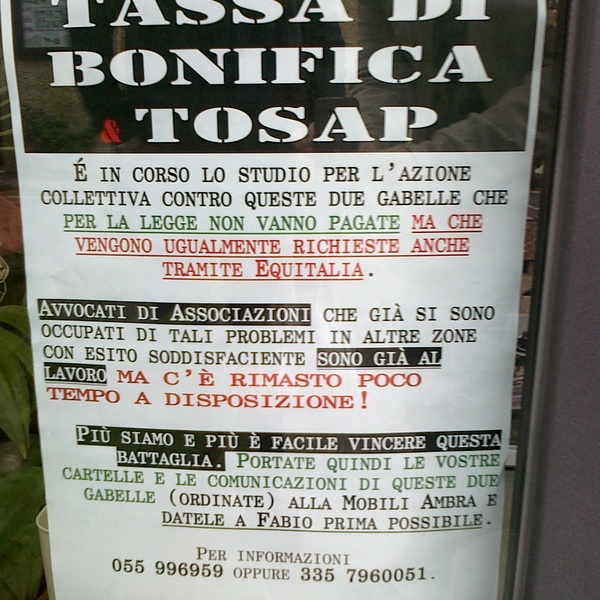 TASSA DI
BONIFICA
& TOSAP
É IN CORSO LO STUDIO PER L'AZIONE
COLLETTIVA CONTRO QUESTE DUE GABELLE CHE
PER LA LEGGE NON VANNO PAGATE MA CHE
VENGONO UGUALMENTE RICHIESTE ANCHE
TRAMITE EQUITALIA.
AVVOCATI DI ASSOCIAZIONI CHE GIÀ SI SONO
OCCUPATI DI TALI PROBLEMI IN ALTRE ZONE
CON ESITO SODDISFACIENTE SONO GIÀ AL
LAVORO MA C'È RIMASTO POCO
TEMPO A DISPOSIZIONE!
PIÙ SIAMO E PIÙ È FACILE VINCERE QUESTA
BATTAGLIA. PORTATE QUINDI LE VOSTRE
CARTELLE E LE COMUNICAZIONI DI QUESTE DUE
GABELLE (ORDINATE) ALLA MOBILI AMBRA E
DATELE A FABIO PRIMA POSSIBILE.
PER INFORMAZIONI
055 996959 OPPURE 335 7960051.